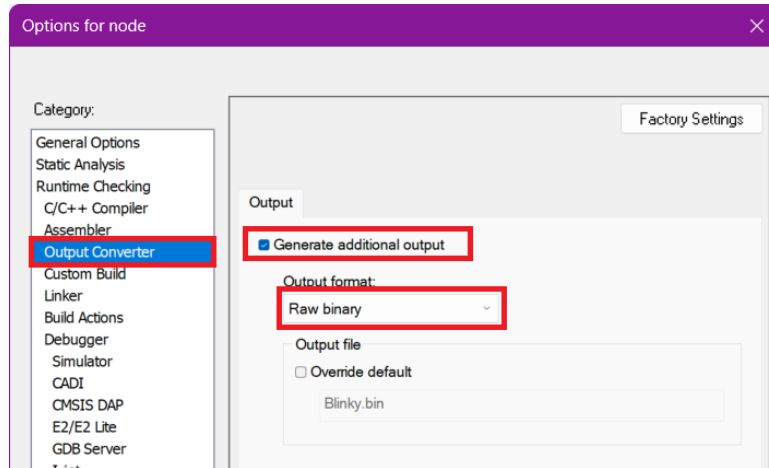 Options for node
Category:
Factory Settings
General Options
Static Analysis
Runtime Checking
C/C++ Compiler
Assembler
Output Converter
Custom Build
Linker
Build Actions
Debugger
Simulator
CADI
CMSIS DAP
E2/E2 Lite
GDB Server
Output
Generate additional output
Output format:
Raw binary
Output file
Override default
Blinky.bin